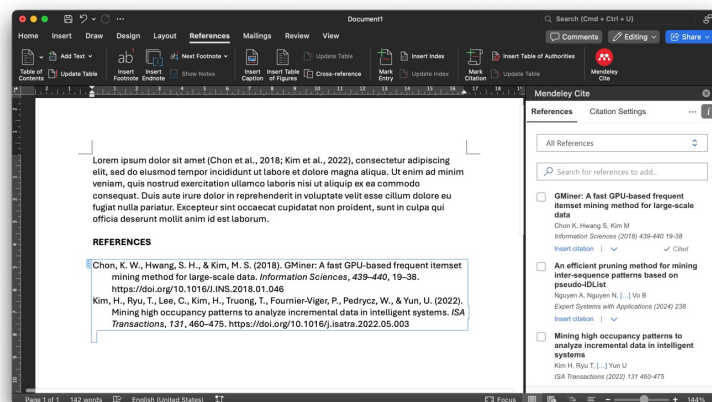 Document1
Search (Cmd + Ctrl + U)
Home Insert Draw Design Layout References Mailings Review View
Comments Editing Share
Table of Contents
Add Text
Update Table
Insert Footnote
Insert Endnote
Next Footnote
Show Notes
Insert Caption
Insert Table of Figures
Update Table
Cross-reference
Mark Entry
Insert Index
Update Index
Mark Citation
Insert Table of Authorities
Update Table
Mendeley Cite
Lorem ipsum dolor sit amet (Chon et al., 2018; Kim et al., 2022), consectetur adipiscing
elit, sed do eiusmod tempor incididunt ut labore et dolore magna aliqua. Ut enim ad minim
veniam, quis nostrud exercitation ullamco laboris nisi ut aliquip ex ea commodo
consequat. Duis aute irure dolor in reprehenderit in voluptate velit esse cillum dolore eu
fugiat nulla pariatur. Excepteur sint occaecat cupidatat non proident, sunt in culpa qui
officia deserunt mollit anim id est laborum.
REFERENCES
Chon, K. W., Hwang, S. H., & Kim, M. S. (2018). GMiner: A fast GPU-based frequent itemset
mining method for large-scale data. Information Sciences, 439–440, 19–38.
https://doi.org/10.1016/J.INS.2018.01.046
Kim, H., Ryu, T., Lee, C., Kim, H., Truong, T., Fournier-Viger, P., Pedrycz, W., & Yun, U. (2022).
Mining high occupancy patterns to analyze incremental data in intelligent systems. ISA
Transactions, 131, 460–475. https://doi.org/10.1016/j.isatra.2022.05.003
Mendeley Cite
References Citation Settings
All References
Search for references to add...
GMiner: A fast GPU-based frequent
itemset mining method for large-scale
data
Chon K, Hwang S, Kim M
Information Sciences (2018) 439-440 19-38
Insert citation | Cited
An efficient pruning method for mining
inter-sequence patterns based on
pseudo-IDList
Nguyen A, Nguyen N, [...] Vo B
Expert Systems with Applications (2024) 238
Insert citation |
Mining high occupancy patterns to
analyze incremental data in intelligent
systems
Kim H, Ryu T, [...] Yun U
ISA Transactions (2022) 131 460-475
Page 1 of 1 142 words English (United States) Focus 144%